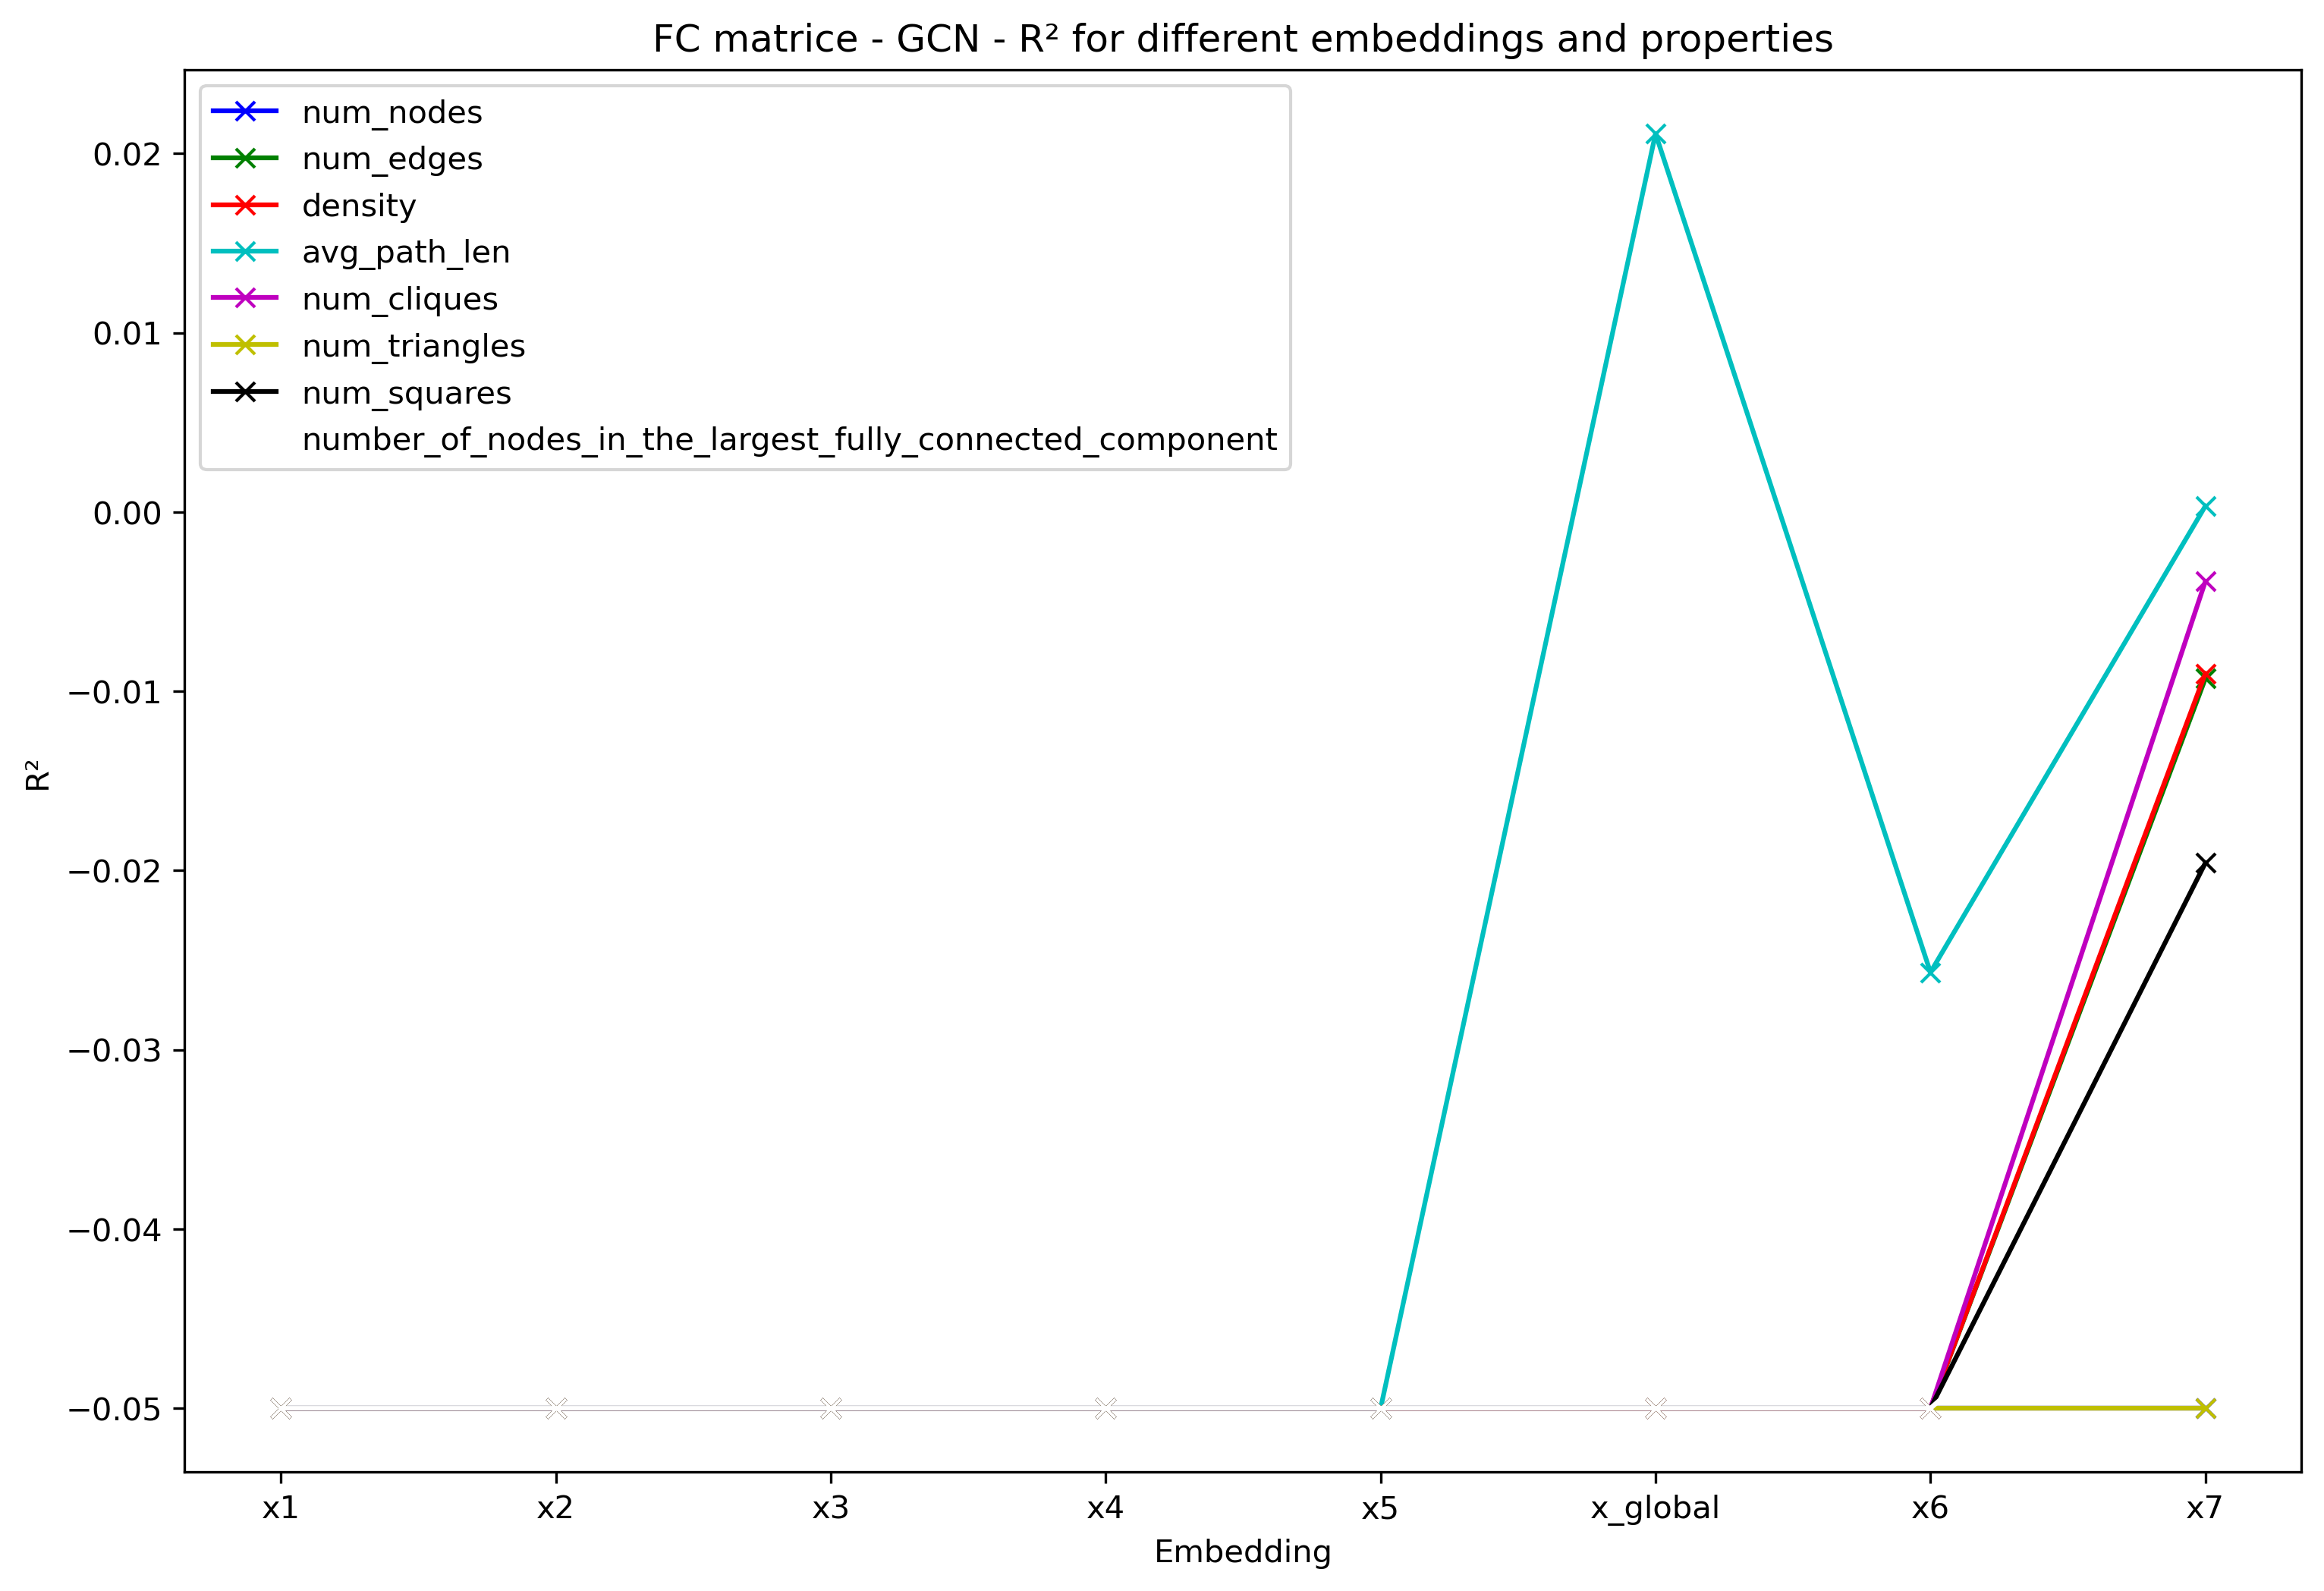 FC matrice - GCN - R² for different embeddings and properties
num_nodes
num_edges
density
avg_path_len
num_cliques
num_triangles
num_squares
number_of_nodes_in_the_largest_fully_connected_component
0.02
0.01
0.00
−0.01
−0.02
−0.03
−0.04
−0.05
R²
x1 x2 x3 x4 x5 x_global x6 x7
Embedding